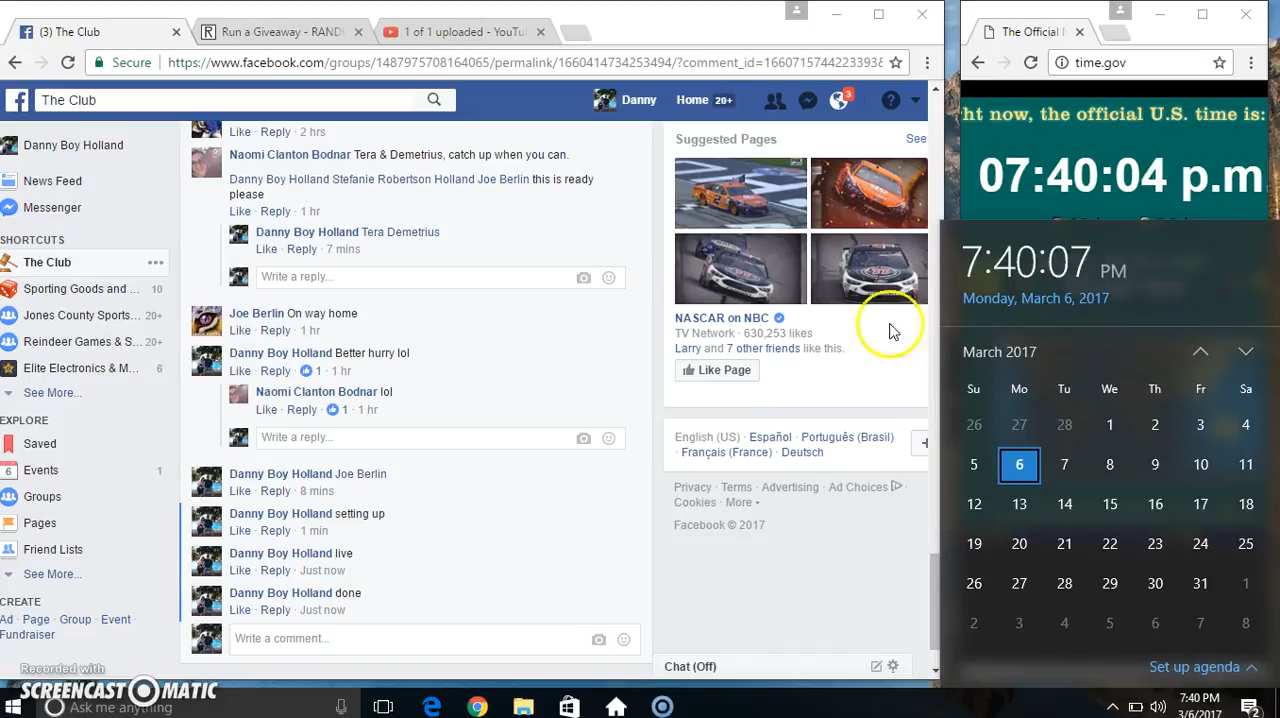 (3) The Club
Run a Giveaway - RAND
1 of 1 uploaded - YouTu
The Official
Secure
https://www.facebook.com/groups/1487975708164065/permalink/1660414734253494/?comment_id=1660715744223938
time.gov
The Club
Danny
Home 20+
3
ht now, the official U.S. time is:
07:40:04 p.m
Danny Boy Holland
News Feed
Messenger
SHORTCUTS
The Club
Sporting Goods and ... 10
Jones County Sports... 20+
Reindeer Games & S... 20+
Elite Electronics & M... 6
See More...
EXPLORE
Saved
Events 1
Groups
Pages
Friend Lists
See More...
CREATE
Ad · Page · Group · Event ·
Fundraiser
Like · Reply · 2 hrs
Naomi Clanton Bodnar Tera & Demetrius, catch up when you can.
Danny Boy Holland Stefanie Robertson Holland Joe Berlin this is ready
please
Like · Reply · 1 hr
Danny Boy Holland Tera Demetrius
Like · Reply · 7 mins
Write a reply...
Joe Berlin On way home
Like · Reply · 1 hr
Danny Boy Holland Better hurry lol
Like · Reply · 1 · 1 hr
Naomi Clanton Bodnar lol
Like · Reply · 1 · 1 hr
Write a reply...
Danny Boy Holland Joe Berlin
Like · Reply · 8 mins
Danny Boy Holland setting up
Like · Reply · 1 min
Danny Boy Holland live
Like · Reply · Just now
Danny Boy Holland done
Like · Reply · Just now
Write a comment...
Suggested Pages
See
NASCAR on NBC
TV Network · 630,253 likes
Larry and 7 other friends like this.
Like Page
English (US) · Español · Português (Brasil) ·
Français (France) · Deutsch
Privacy · Terms · Advertising · Ad Choices ·
Cookies · More
Facebook © 2017
Chat (Off)
7:40:07 PM
Monday, March 6, 2017
March 2017
Su Mo Tu We Th Fr Sa
26 27 28 1 2 3 4
5 6 7 8 9 10 11
12 13 14 15 16 17 18
19 20 21 22 23 24 25
26 27 28 29 30 31 1
2 3 4 5 6 7 8
Set up agenda
Recorded with
SCREENCAST-O-MATIC
Ask me anything
7:40 PM
3/6/2017
2